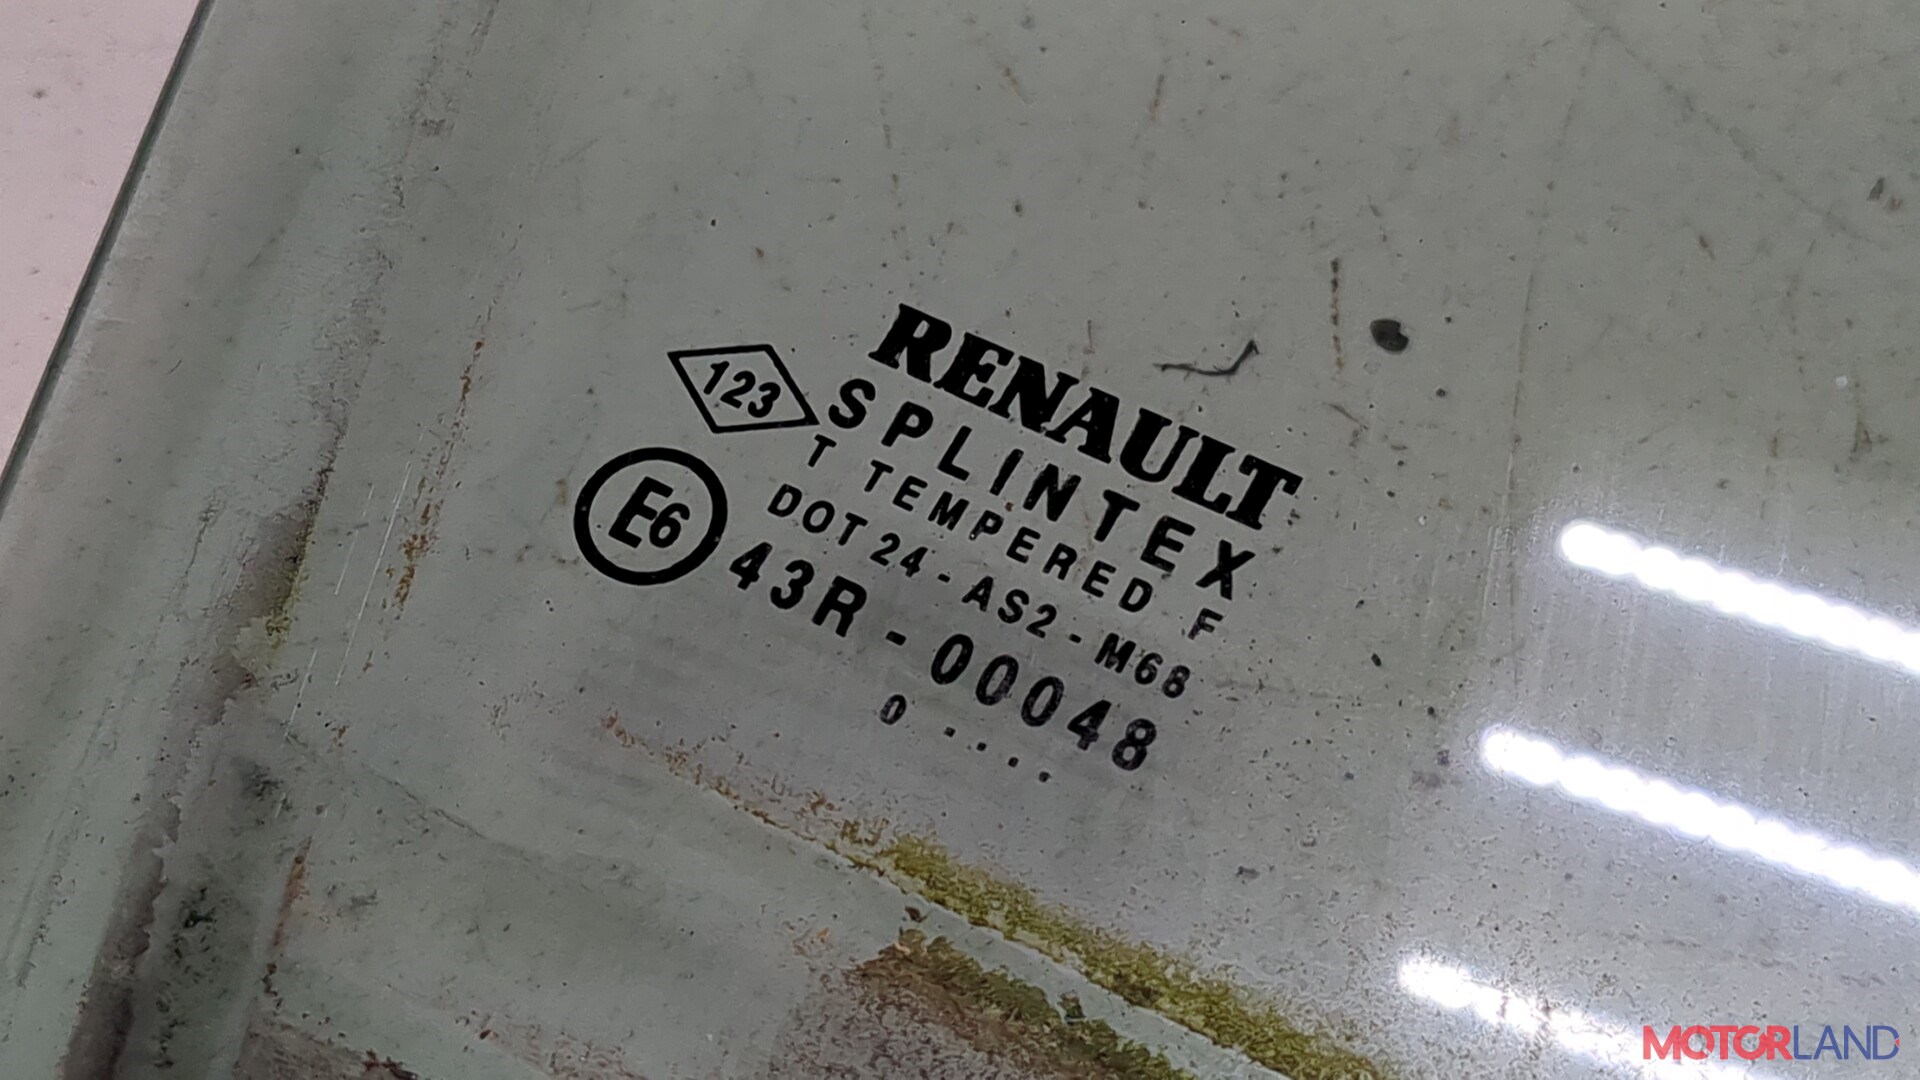 RENAULT
123
SPLINTEX
T TEMPERED F
DOT 24 - AS2 - M68
E6
43R - 00048
0 ....
MOTORLAND